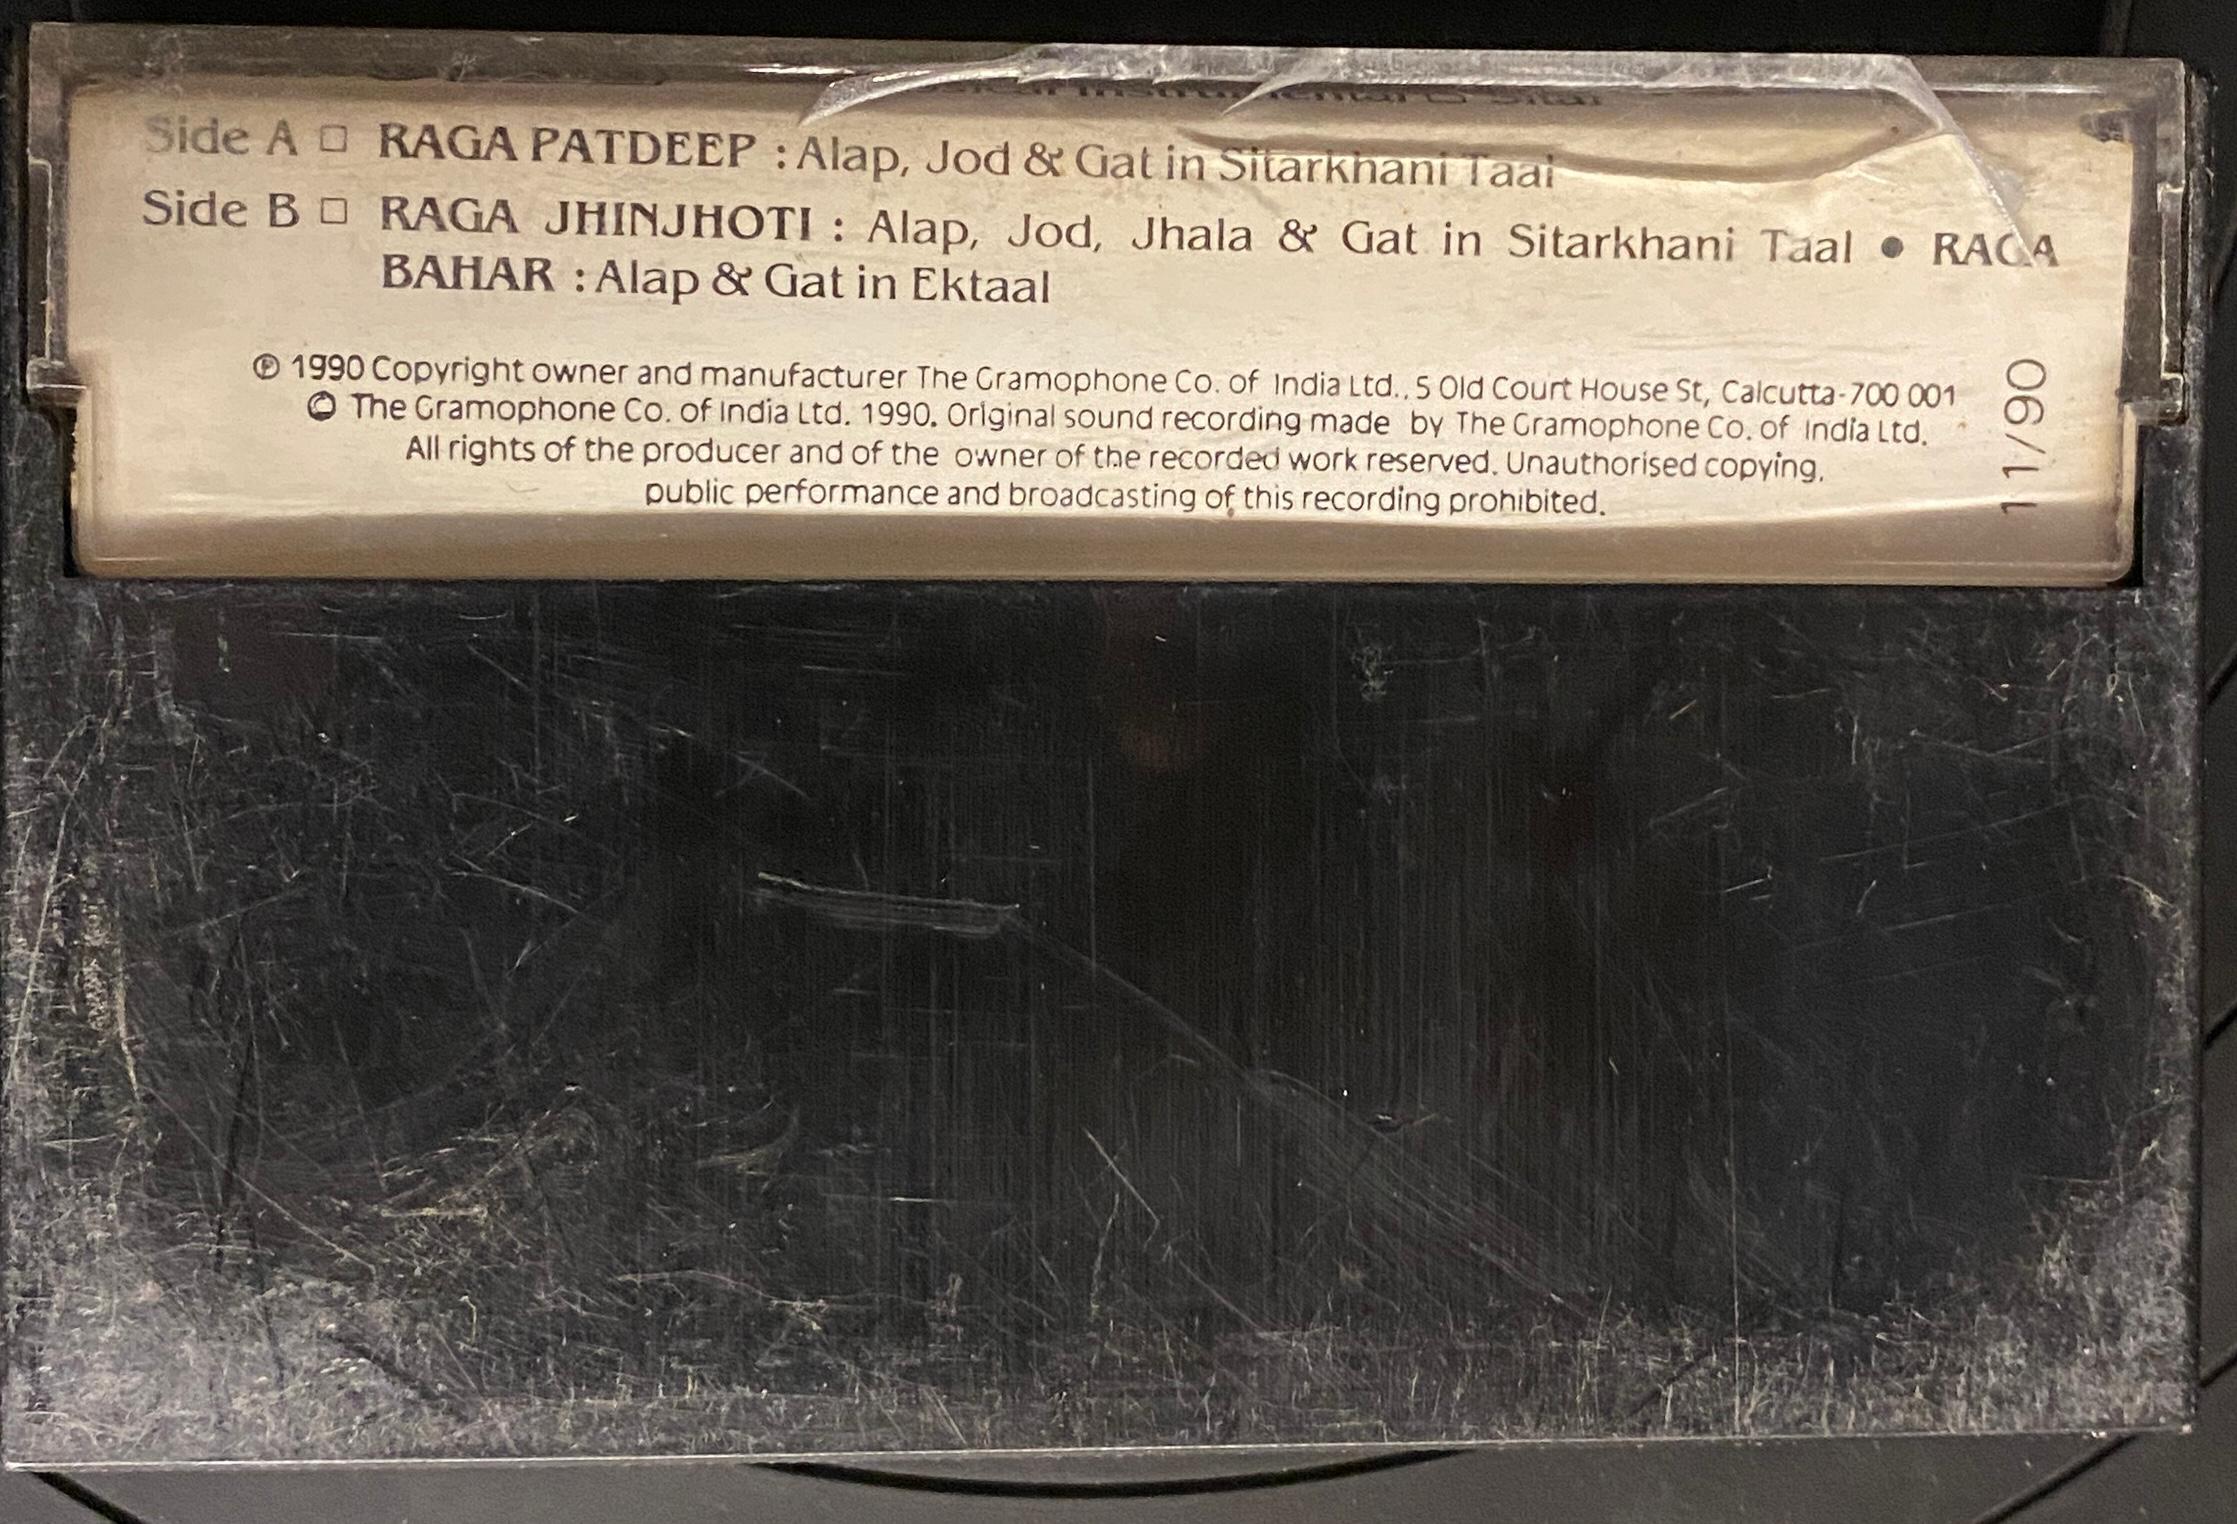 Instrumental □ Sitar
Side A □ RAGA PATDEEP : Alap, Jod & Gat in Sitarkhani Taal
Side B □ RAGA JHINJHOTI : Alap, Jod, Jhala & Gat in Sitarkhani Taal ● RAGA
BAHAR : Alap & Gat in Ektaal
℗ 1990 Copyright owner and manufacturer The Gramophone Co. of India Ltd., 5 Old Court House St, Calcutta-700 001
© The Gramophone Co. of India Ltd. 1990. Original sound recording made by The Gramophone Co. of India Ltd.
All rights of the producer and of the owner of the recorded work reserved. Unauthorised copying,
public performance and broadcasting of this recording prohibited.
11/90